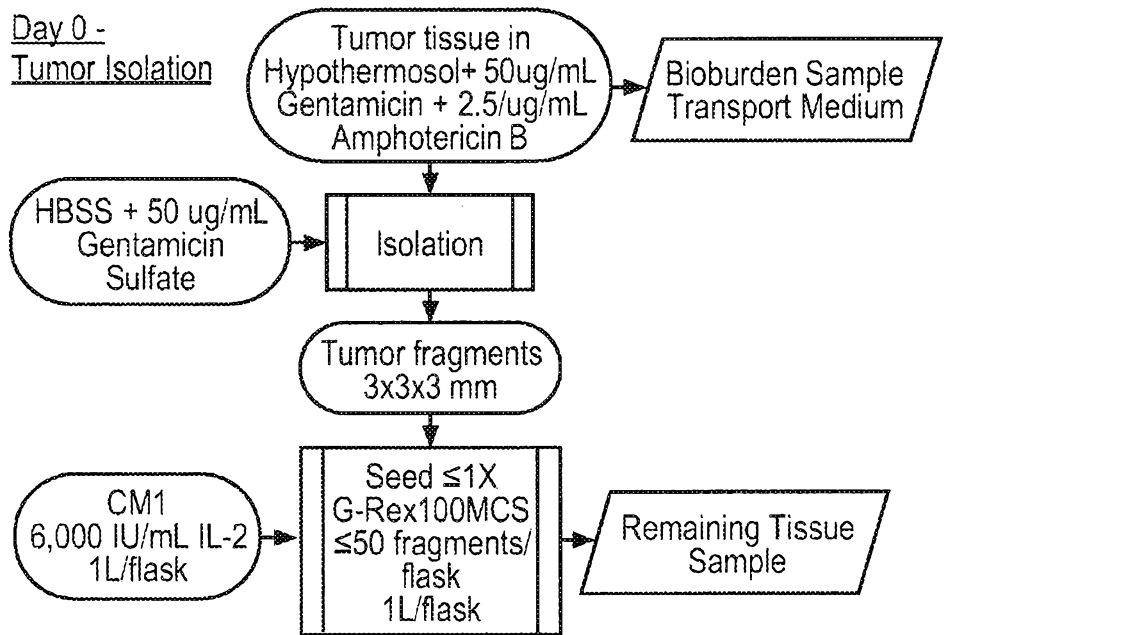 Day 0 -
Tumor Isolation
Tumor tissue in
Hypothermosol+ 50ug/mL
Gentamicin + 2.5/ug/mL
Amphotericin B
Bioburden Sample
Transport Medium
HBSS + 50 ug/mL
Gentamicin
Sulfate
Isolation
Tumor fragments
3x3x3 mm
CM1
6,000 IU/mL IL-2
1L/flask
Seed ≤1X
G-Rex100MCS
≤50 fragments/
flask
1L/flask
Remaining Tissue
Sample